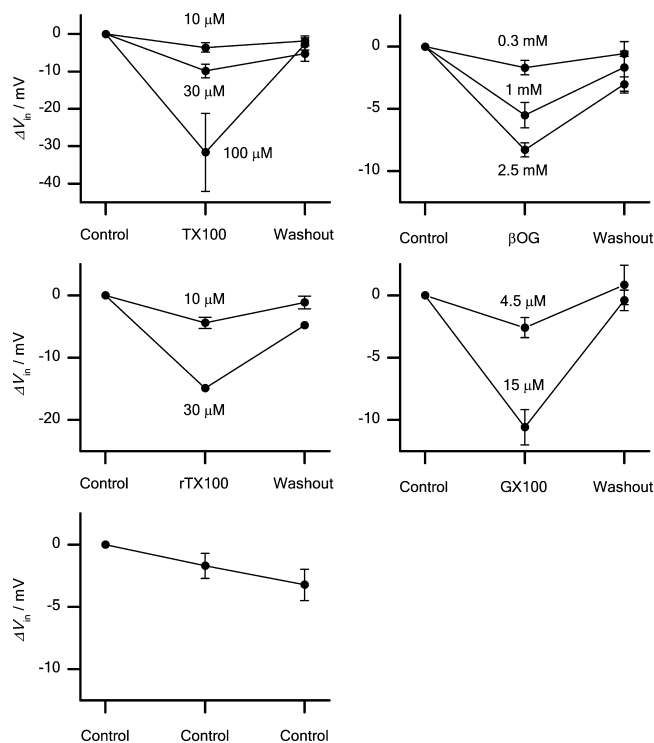 10 μM
0
-10
30 μM
-20
-30
100 μM
-40
ΔVin / mV
Control TX100 Washout
0.3 mM
0
1 mM
-5
2.5 mM
-10
Control βOG Washout
10 μM
0
-10
30 μM
-20
ΔVin / mV
Control rTX100 Washout
4.5 μM
0
-5
15 μM
-10
Control GX100 Washout
0
-5
-10
ΔVin / mV
Control Control Control